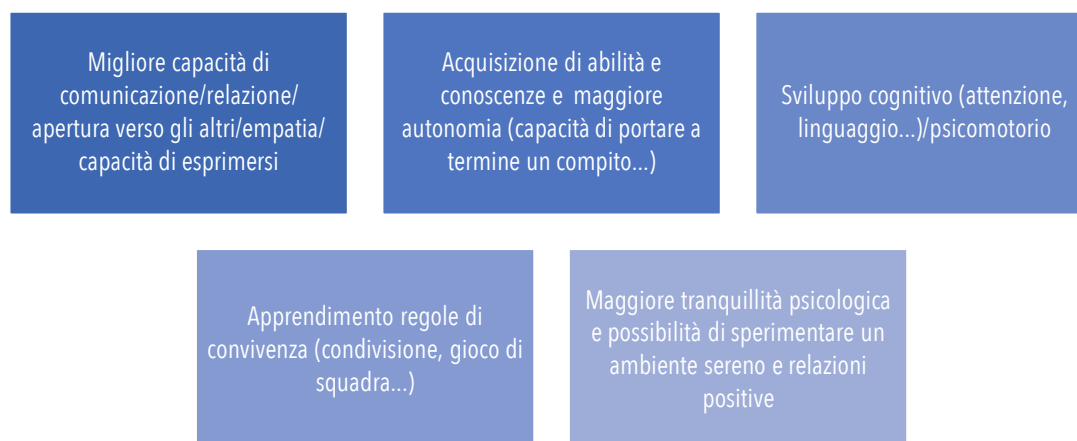 Migliore capacità di
comunicazione/relazione/
apertura verso gli altri/empatia/
capacità di esprimersi
Acquisizione di abilità e
conoscenze e maggiore
autonomia (capacità di portare a
termine un compito...)
Sviluppo cognitivo (attenzione,
linguaggio...)/psicomotorio
Apprendimento regole di
convivenza (condivisione, gioco di
squadra...)
Maggiore tranquillità psicologica
e possibilità di sperimentare un
ambiente sereno e relazioni
positive